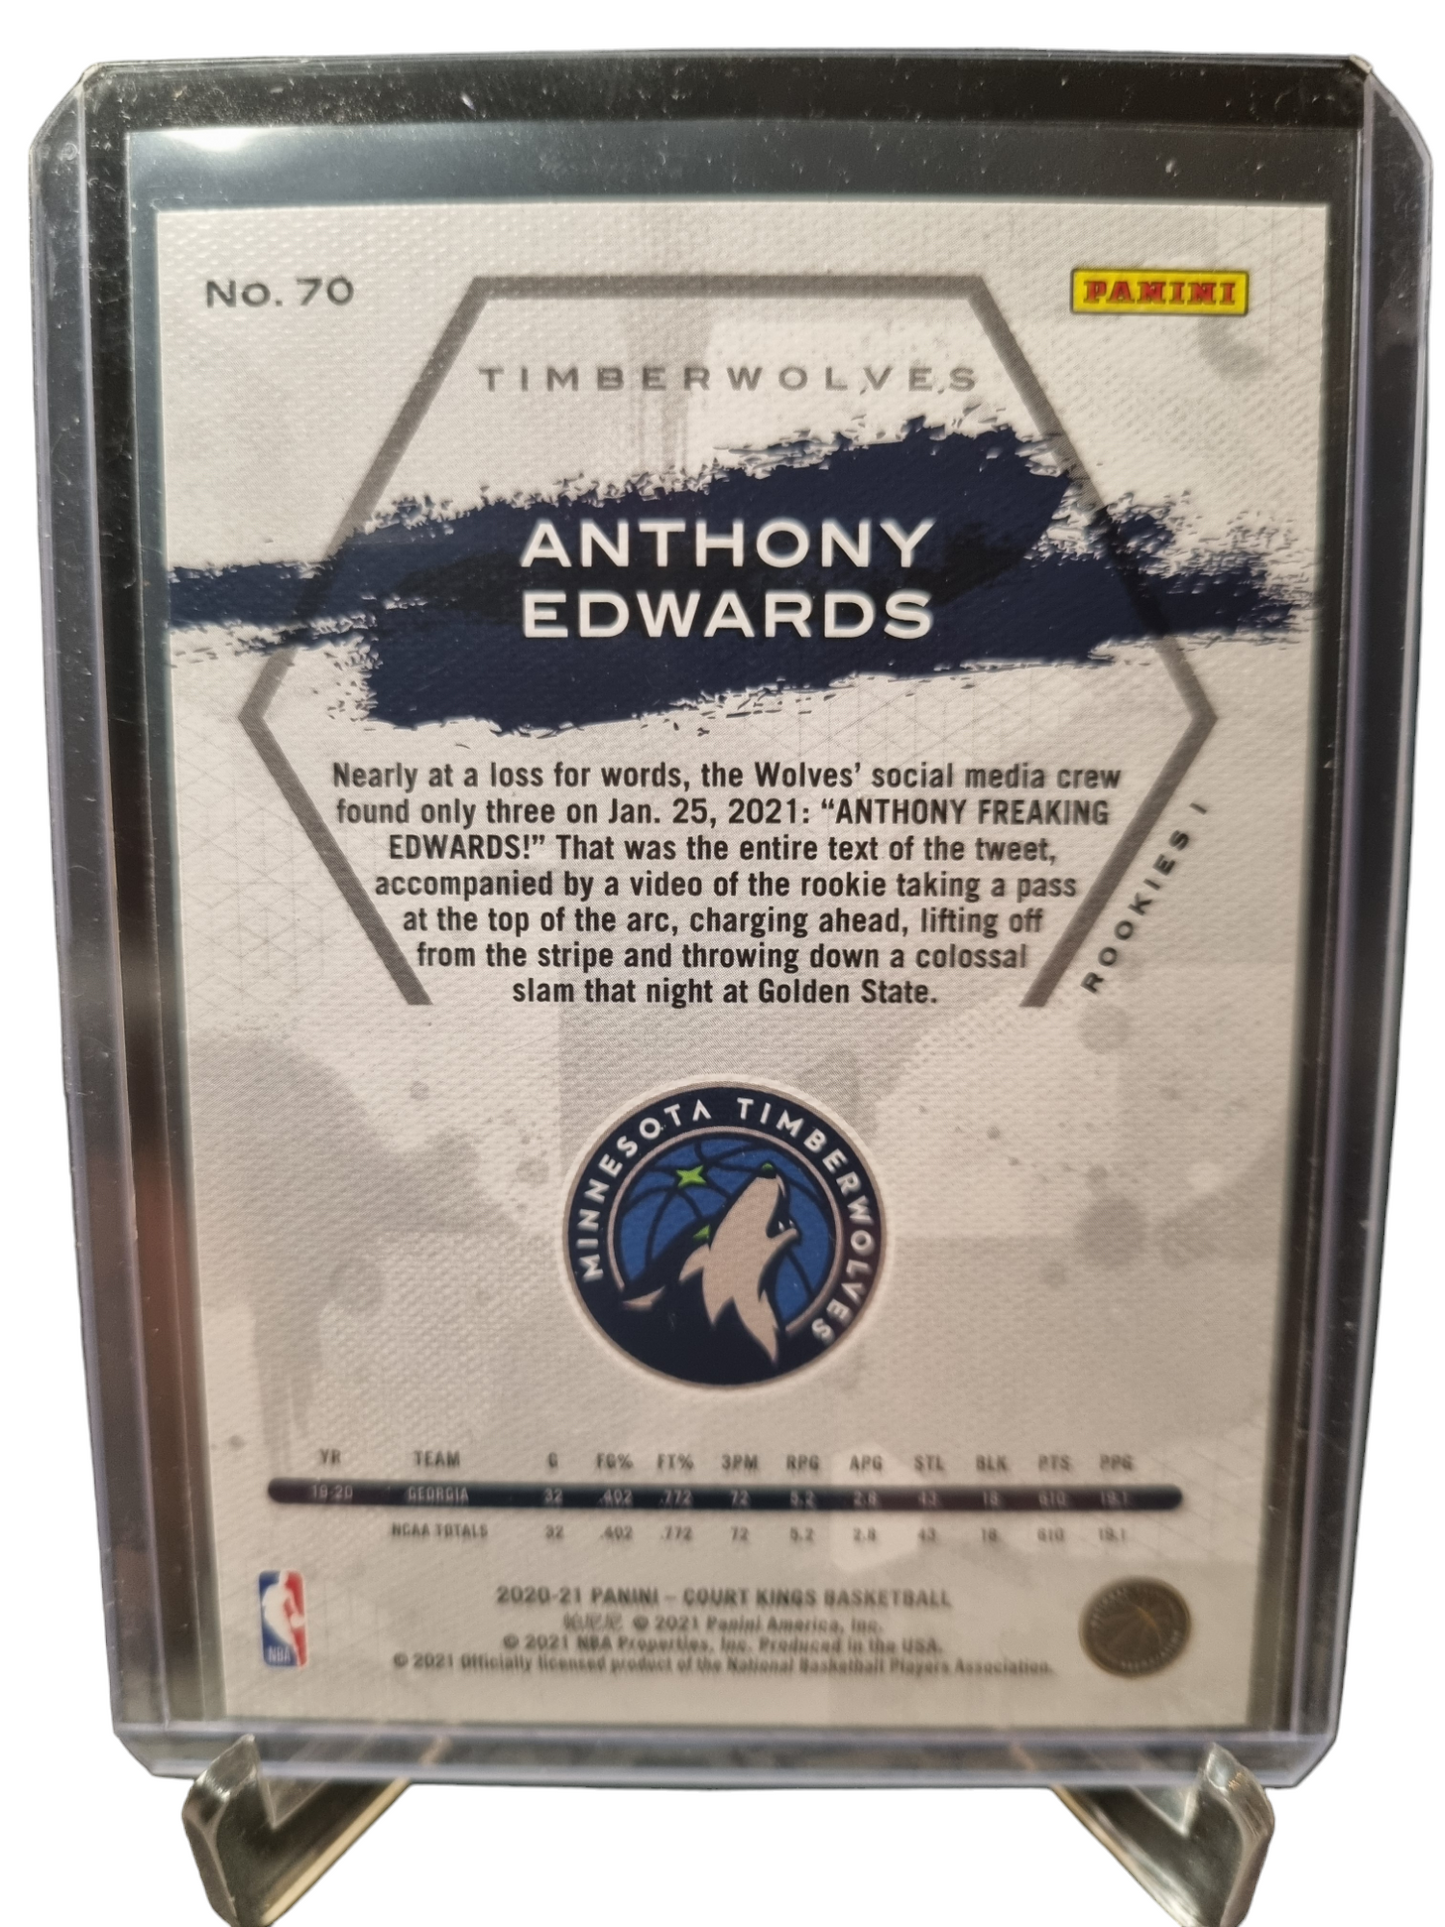 No. 70
PANINI
TIMBERWOLVES
ANTHONY
EDWARDS
Nearly at a loss for words, the Wolves’ social media crew
found only three on Jan. 25, 2021: “ANTHONY FREAKING
EDWARDS!” That was the entire text of the tweet,
accompanied by a video of the rookie taking a pass
at the top of the arc, charging ahead, lifting off
from the stripe and throwing down a colossal
slam that night at Golden State.
ROOKIES I
MINNESOTA TIMBERWOLVES
YR TEAM G FG% FT% 3PM RPG APG STL BLK PTS PPG
19-20 GEORGIA 32 .402 .772 72 5.2 2.8 43 18 610 19.1
NCAA TOTALS 32 .402 .772 72 5.2 2.8 43 18 610 19.1
2020-21 PANINI – COURT KINGS BASKETBALL
© 2021 Panini America, Inc.
© 2021 NBA Properties, Inc. Produced in the USA.
© 2021 Officially licensed product of the National Basketball Players Association.
NBA